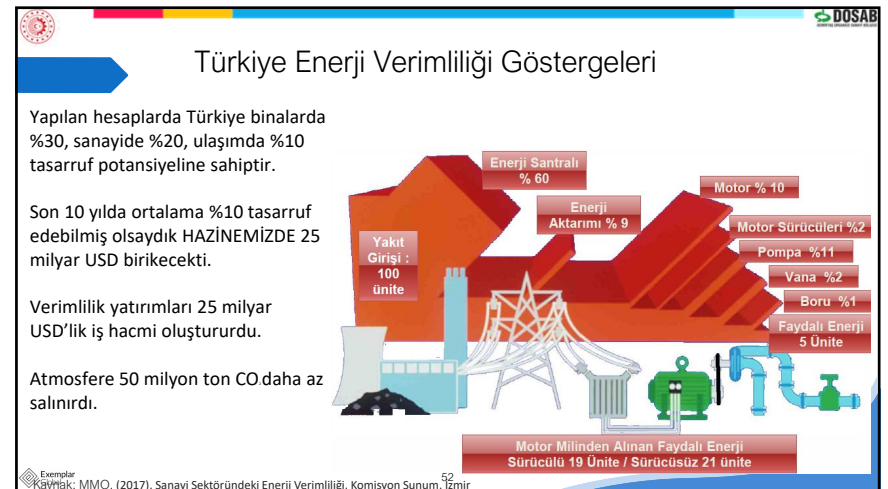 DOSAB
Türkiye Enerji Verimliliği Göstergeleri
Yapılan hesaplarda Türkiye binalarda
%30, sanayide %20, ulaşımda %10
tasarruf potansiyeline sahiptir.
Son 10 yılda ortalama %10 tasarruf
edebilmiş olsaydık HAZİNEMİZDE 25
milyar USD birikecekti.
Verimlilik yatırımları 25 milyar
USD’lik iş hacmi oluştururdu.
Atmosfere 50 milyon ton CO daha az
salınırdı.
Enerji Santralı
% 60
Enerji
Aktarımı % 9
Yakıt
Girişi :
100
ünite
Motor % 10
Motor Sürücüleri %2
Pompa %11
Vana %2
Boru %1
Faydalı Enerji
5 Ünite
Motor Milinden Alınan Faydalı Enerji
Sürücülü 19 Ünite / Sürücüsüz 21 ünite
Exemplar
Kaynak: MMO, (2017). Sanayi Sektöründeki Enerji Verimliliği, Komisyon Sunum, İzmir
52